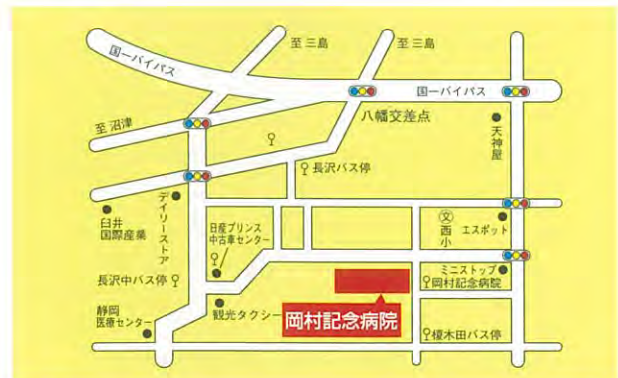 至 三島
至 三島
国一バイパス
国一バイパス
八幡交差点
至 沼津
天神屋
長沢バス停
デイリーストア
臼井
国際産業
日産プリンス
中古車センター
文
西小
エスポット
長沢中バス停
ミニストップ
岡村記念病院
静岡
医療センター
観光タクシー
岡村記念病院
榎木田バス停